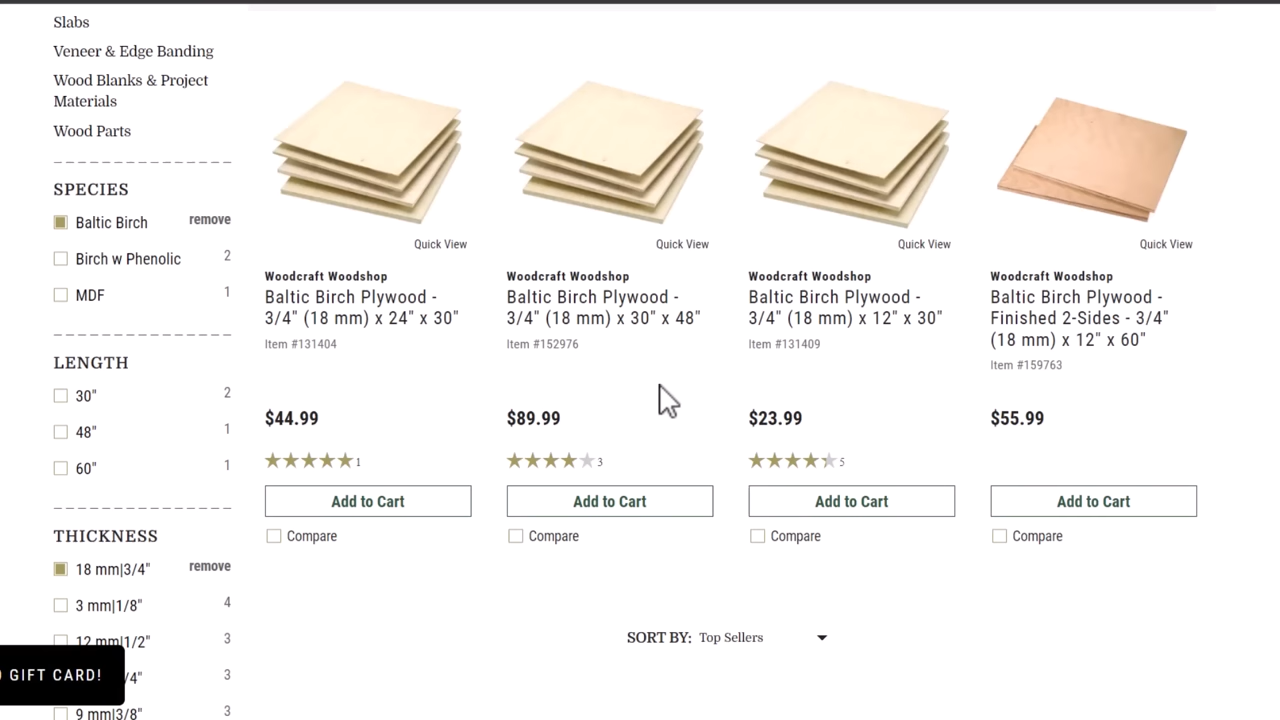 Slabs
Veneer & Edge Banding
Wood Blanks & Project
Materials
Wood Parts
SPECIES
Baltic Birch remove
Birch w Phenolic 2
MDF 1
LENGTH
30" 2
48" 1
60" 1
THICKNESS
18 mm|3/4" remove
3 mm|1/8" 4
12 mm|1/2" 3
/4" 3
9 mm|3/8" 3
GIFT CARD!
Quick View
Woodcraft Woodshop
Baltic Birch Plywood -
3/4" (18 mm) x 24" x 30"
Item #131404
$44.99
1
Add to Cart
Compare
Quick View
Woodcraft Woodshop
Baltic Birch Plywood -
3/4" (18 mm) x 30" x 48"
Item #152976
$89.99
3
Add to Cart
Compare
Quick View
Woodcraft Woodshop
Baltic Birch Plywood -
3/4" (18 mm) x 12" x 30"
Item #131409
$23.99
5
Add to Cart
Compare
Quick View
Woodcraft Woodshop
Baltic Birch Plywood -
Finished 2-Sides - 3/4"
(18 mm) x 12" x 60"
Item #159763
$55.99
Add to Cart
Compare
SORT BY: Top Sellers